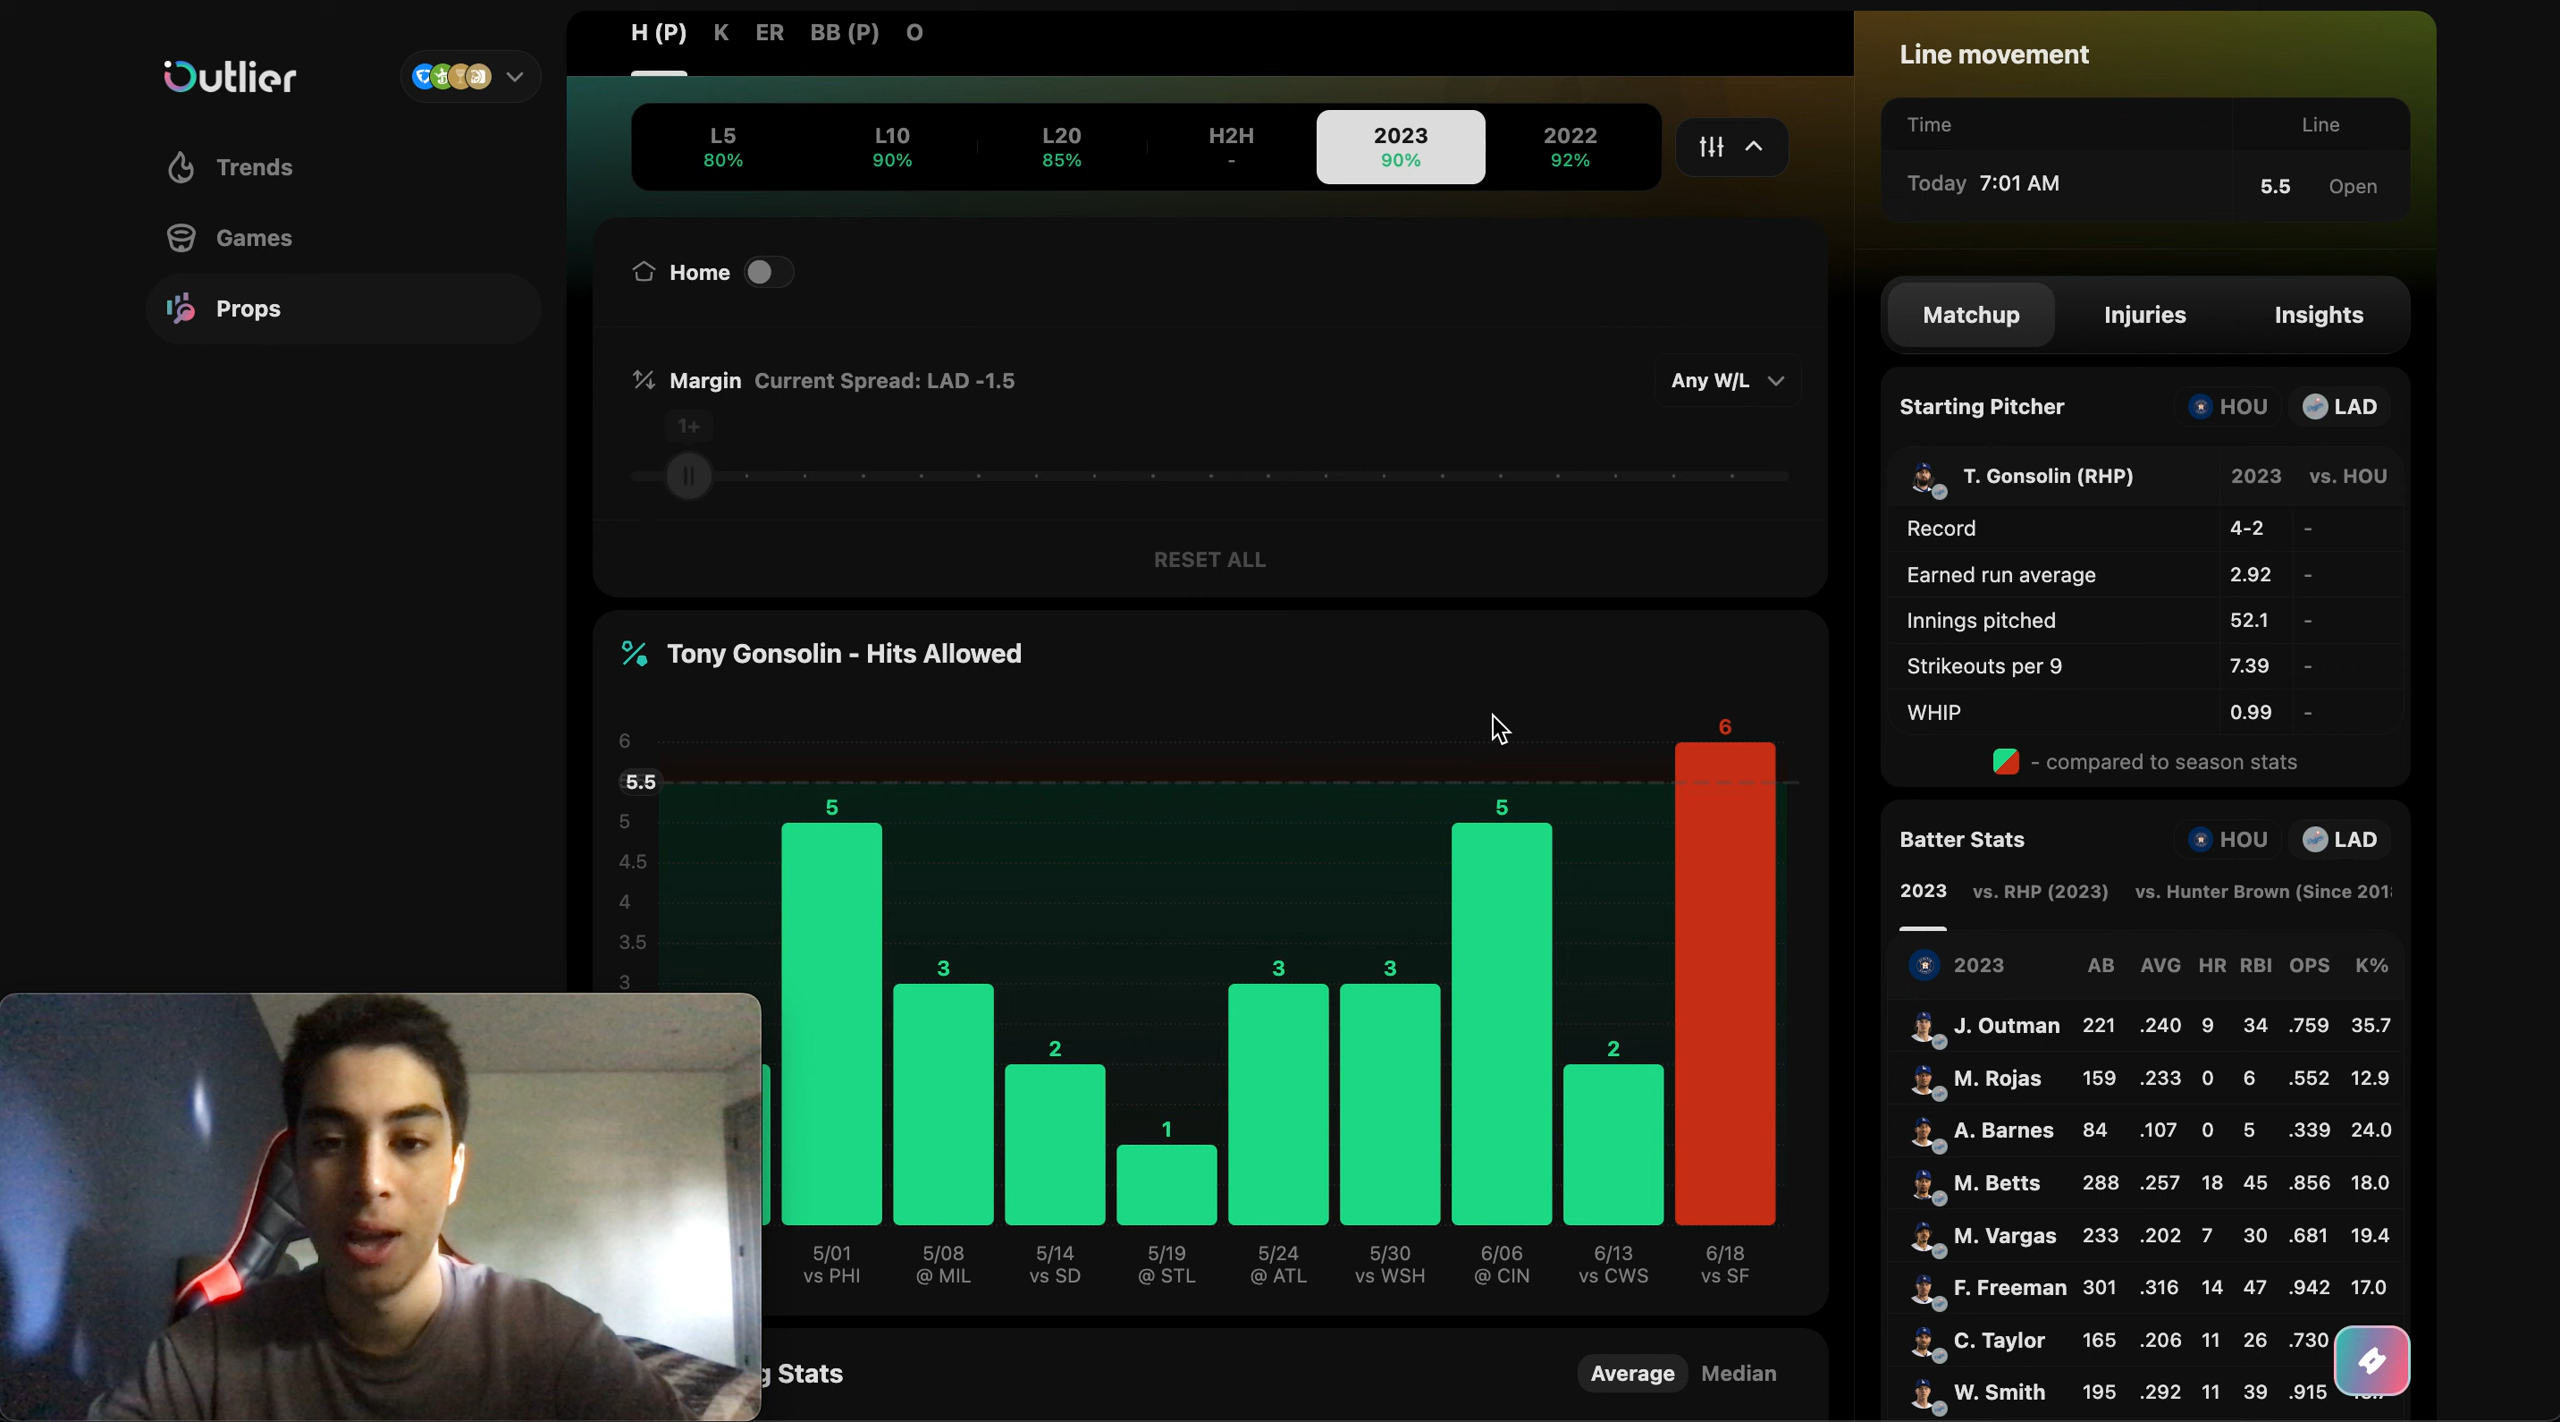 Outlier
Trends
Games
Props
H (P) K ER BB (P) O
L5 L10 L20 H2H 2023 2022
80% 90% 85% - 90% 92%
Home
Margin Current Spread: LAD -1.5 Any W/L
1+
RESET ALL
Tony Gonsolin - Hits Allowed
6
6
5.5
5 5
5
4.5
4
3.5
3 3 3
3
2 2
1
5/01 5/08 5/14 5/19 5/24 5/30 6/06 6/13 6/18
vs PHI @ MIL vs SD @ STL @ ATL vs WSH @ CIN vs CWS vs SF
g Stats Average Median
Line movement
Time Line
Today 7:01 AM 5.5 Open
Matchup Injuries Insights
Starting Pitcher HOU LAD
T. Gonsolin (RHP) 2023 vs. HOU
Record 4-2 -
Earned run average 2.92 -
Innings pitched 52.1 -
Strikeouts per 9 7.39 -
WHIP 0.99 -
- compared to season stats
Batter Stats HOU LAD
2023 vs. RHP (2023) vs. Hunter Brown (Since 201
2023 AB AVG HR RBI OPS K%
J. Outman 221 .240 9 34 .759 35.7
M. Rojas 159 .233 0 6 .552 12.9
A. Barnes 84 .107 0 5 .339 24.0
M. Betts 288 .257 18 45 .856 18.0
M. Vargas 233 .202 7 30 .681 19.4
F. Freeman 301 .316 14 47 .942 17.0
C. Taylor 165 .206 11 26 .730
W. Smith 195 .292 11 39 .915